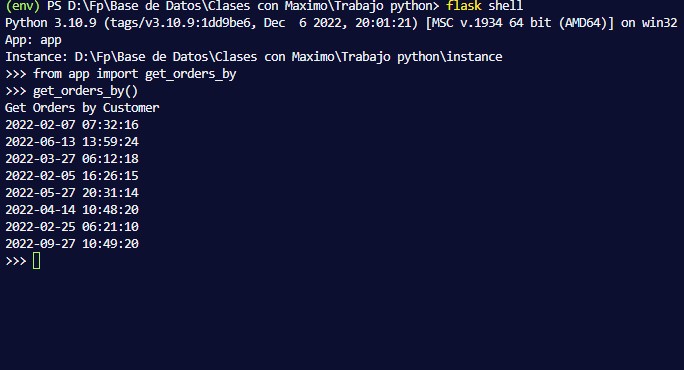 (env) PS D:\Fp\Base de Datos\Clases con Maximo\Trabajo python> flask shell
Python 3.10.9 (tags/v3.10.9:1dd9be6, Dec  6 2022, 20:01:21) [MSC v.1934 64 bit (AMD64)] on win32
App: app
Instance: D:\Fp\Base de Datos\Clases con Maximo\Trabajo python\instance
>>> from app import get_orders_by
>>> get_orders_by()
Get Orders by Customer
2022-02-07 07:32:16
2022-06-13 13:59:24
2022-03-27 06:12:18
2022-02-05 16:26:15
2022-05-27 20:31:14
2022-04-14 10:48:20
2022-02-25 06:21:10
2022-09-27 10:49:20
>>>